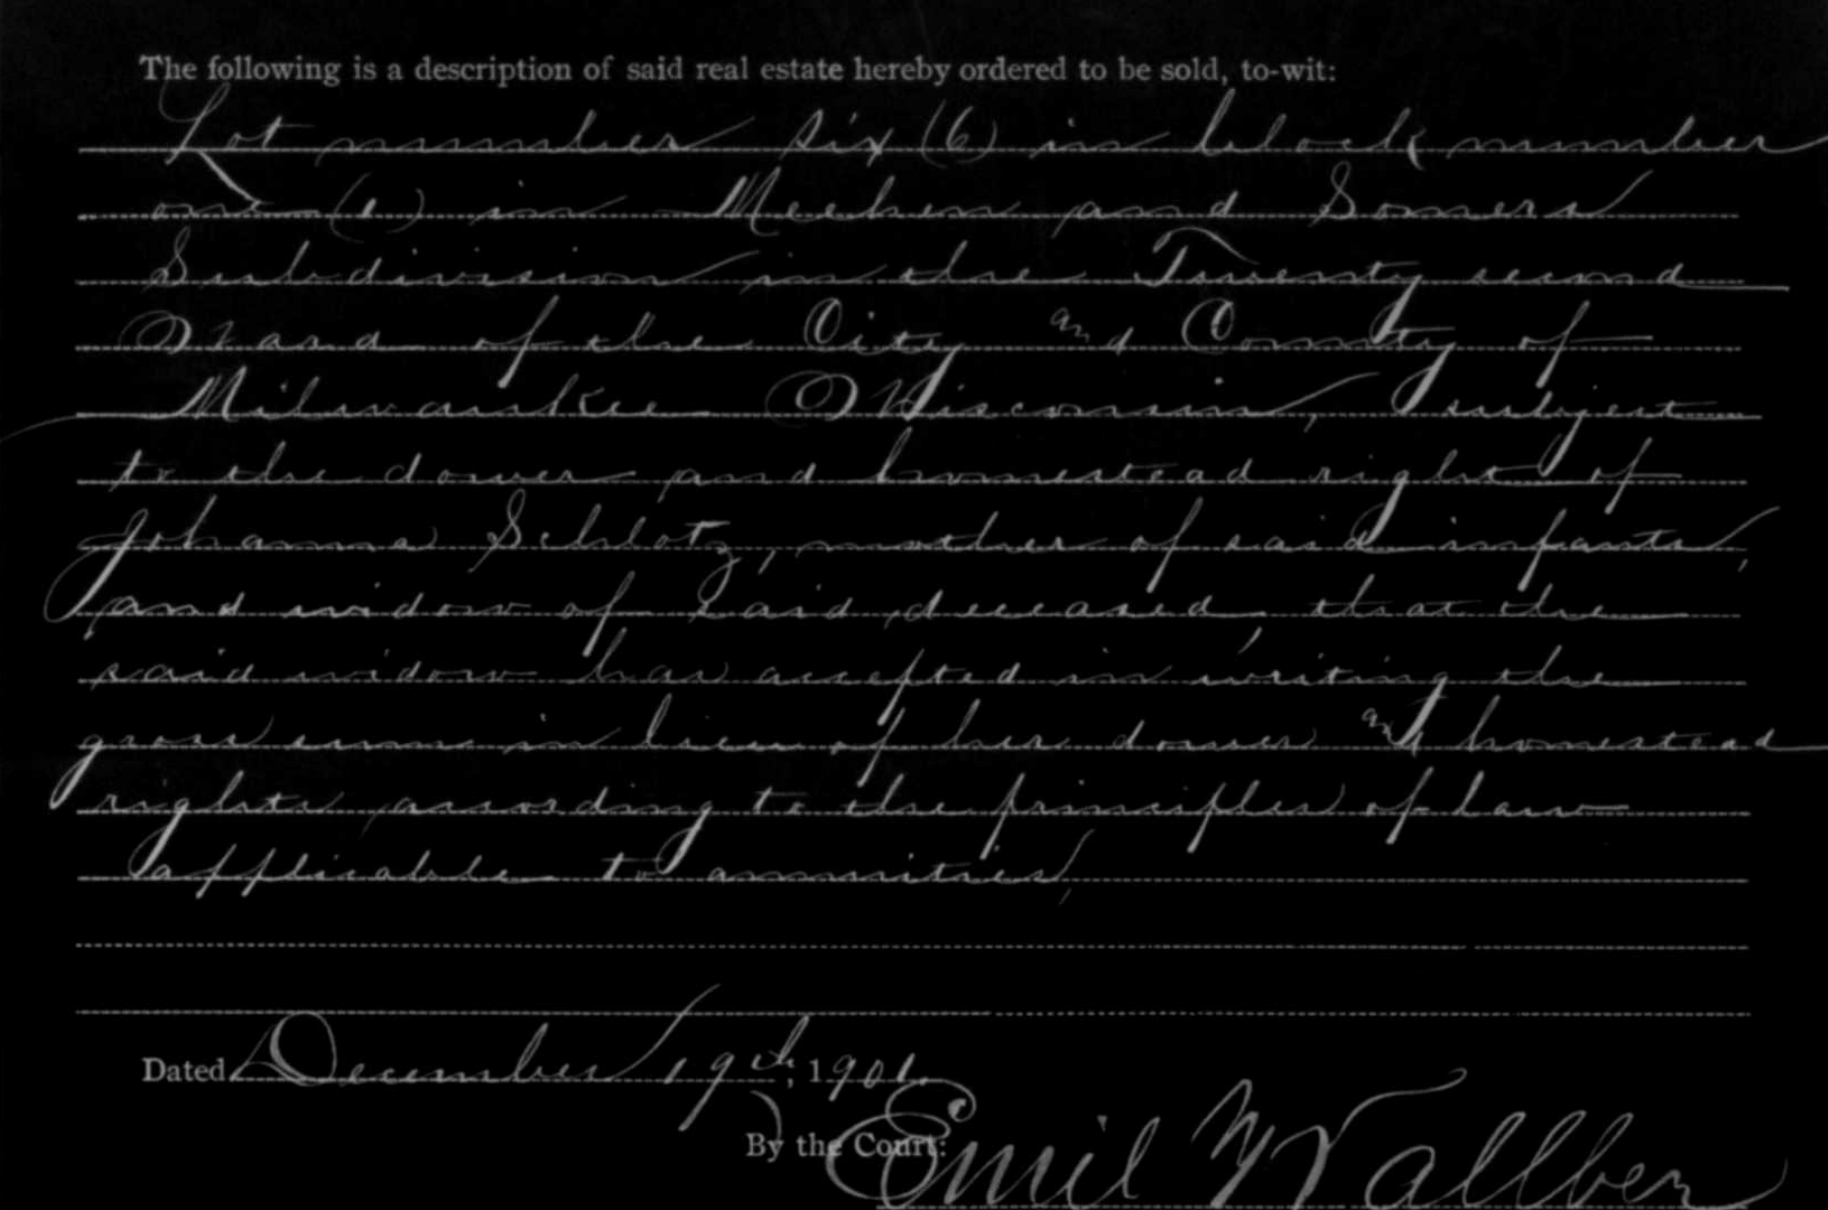 The following is a description of said real estate hereby ordered to be sold, to-wit:
Lot number six (6) in block number
one (1) in Meehen and Somers
Subdivision in the Twenty second
Ward of the City and County of
Milwaukee Wisconsin, subject
to the dower and homestead right of
Johanna Schlotz, mother of said infants,
and widow of said deceased, that the
said widow has accepted in writing the
gross sum in lieu of her dower and homestead
rights according to the principles of law
applicable to annuities,
Dated December 19th, 1901.
By the Court: Emil Wallber